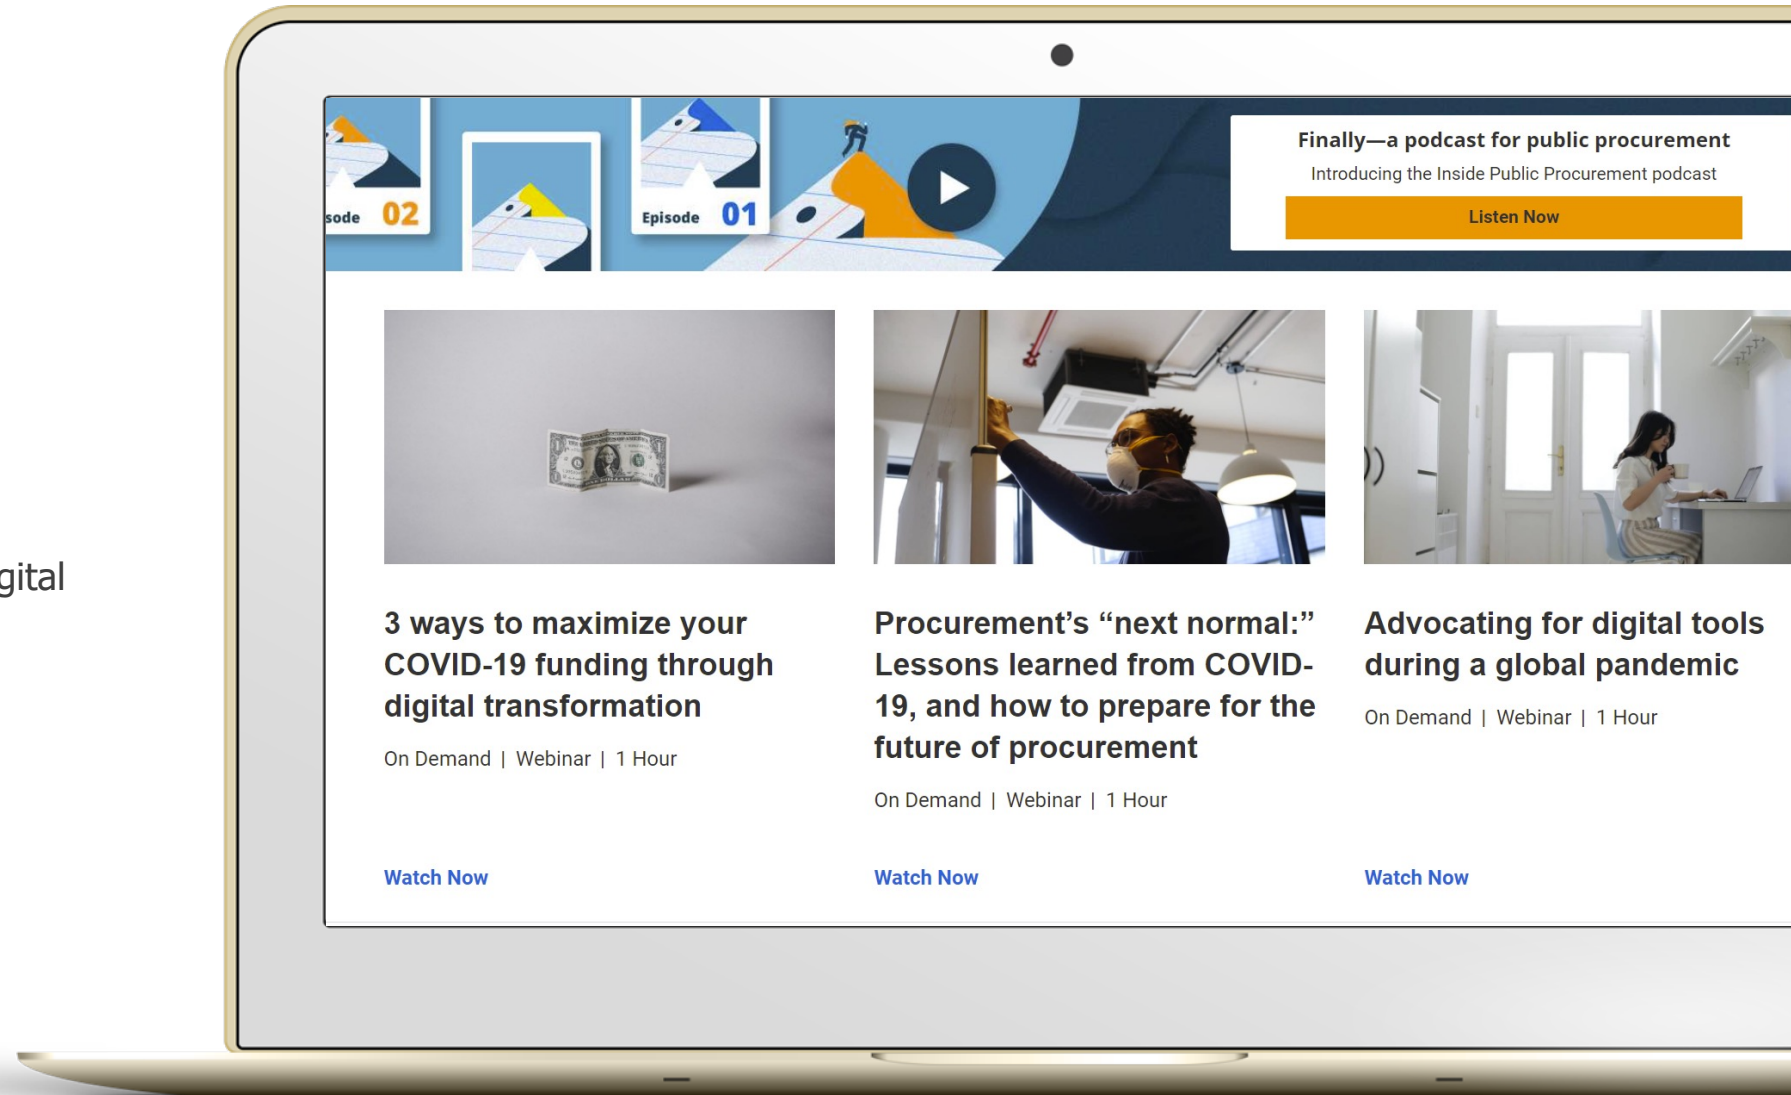 Finally—a podcast for public procurement
Introducing the Inside Public Procurement podcast
Listen Now
02
Episode 01
gital
3 ways to maximize your
COVID-19 funding through
digital transformation
On Demand | Webinar | 1 Hour
Watch Now
Procurement’s “next normal:”
Lessons learned from COVID-
19, and how to prepare for the
future of procurement
On Demand | Webinar | 1 Hour
Watch Now
Advocating for digital tools
during a global pandemic
On Demand | Webinar | 1 Hour
Watch Now